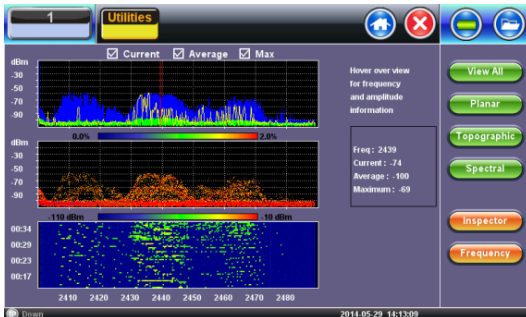 1
Utilities
Current Average Max
dBm
-30
-50
-70
-90
0.0% 2.0%
dBm
-30
-50
-70
-90
-110 dBm -10 dBm
00:34
00:29
00:23
00:17
2410 2420 2430 2440 2450 2460 2470 2480
Hover over view
for frequency
and amplitude
information
Freq : 2439
Current : -74
Average : -100
Maximum : -69
View All
Planar
Topographic
Spectral
Inspector
Frequency
Down 2014-05-29 14:13:09